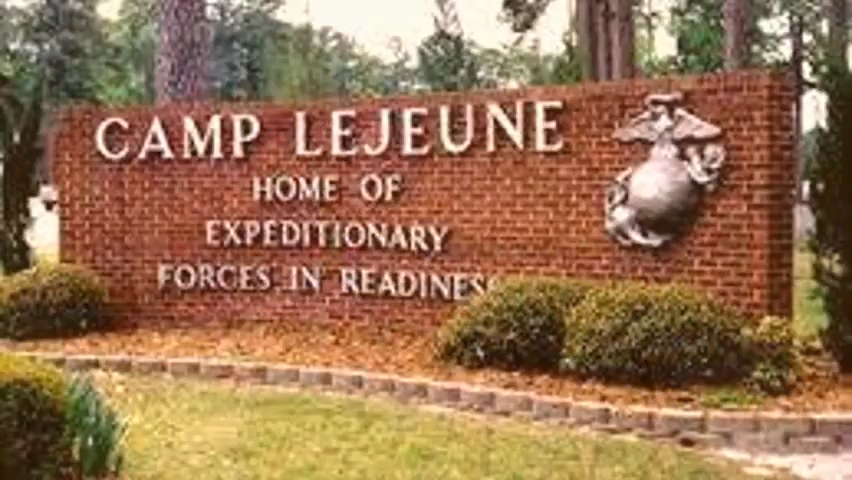 CAMP LEJEUNE
HOME OF
EXPEDITIONARY
FORCES IN READINESS